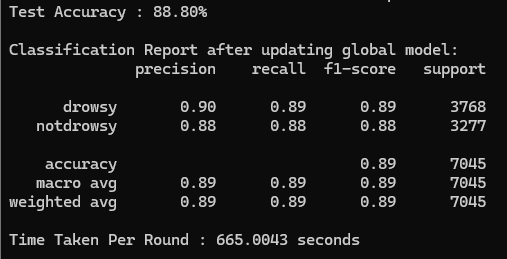 Test Accuracy : 88.80%
Classification Report after updating global model:
precision recall f1-score support
drowsy 0.90 0.89 0.89 3768
notdrowsy 0.88 0.88 0.88 3277
accuracy 0.89 7045
macro avg 0.89 0.89 0.89 7045
weighted avg 0.89 0.89 0.89 7045
Time Taken Per Round : 665.0043 seconds